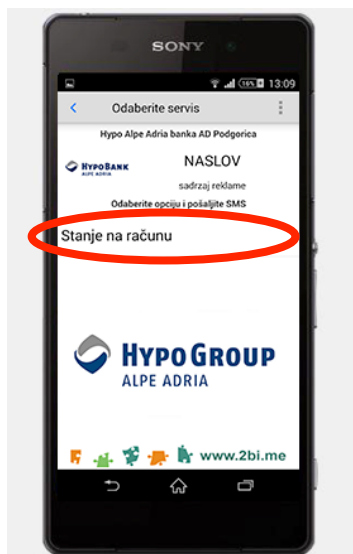 SONY
16% 13:09
Odaberite servis
Hypo Alpe Adria banka AD Podgorica
HYPOBANK
ALPE ADRIA
NASLOV
sadrzaj reklame
Odaberite opciju i pošaljite SMS
Stanje na računu
HYPO GROUP
ALPE ADRIA
www.2bi.me